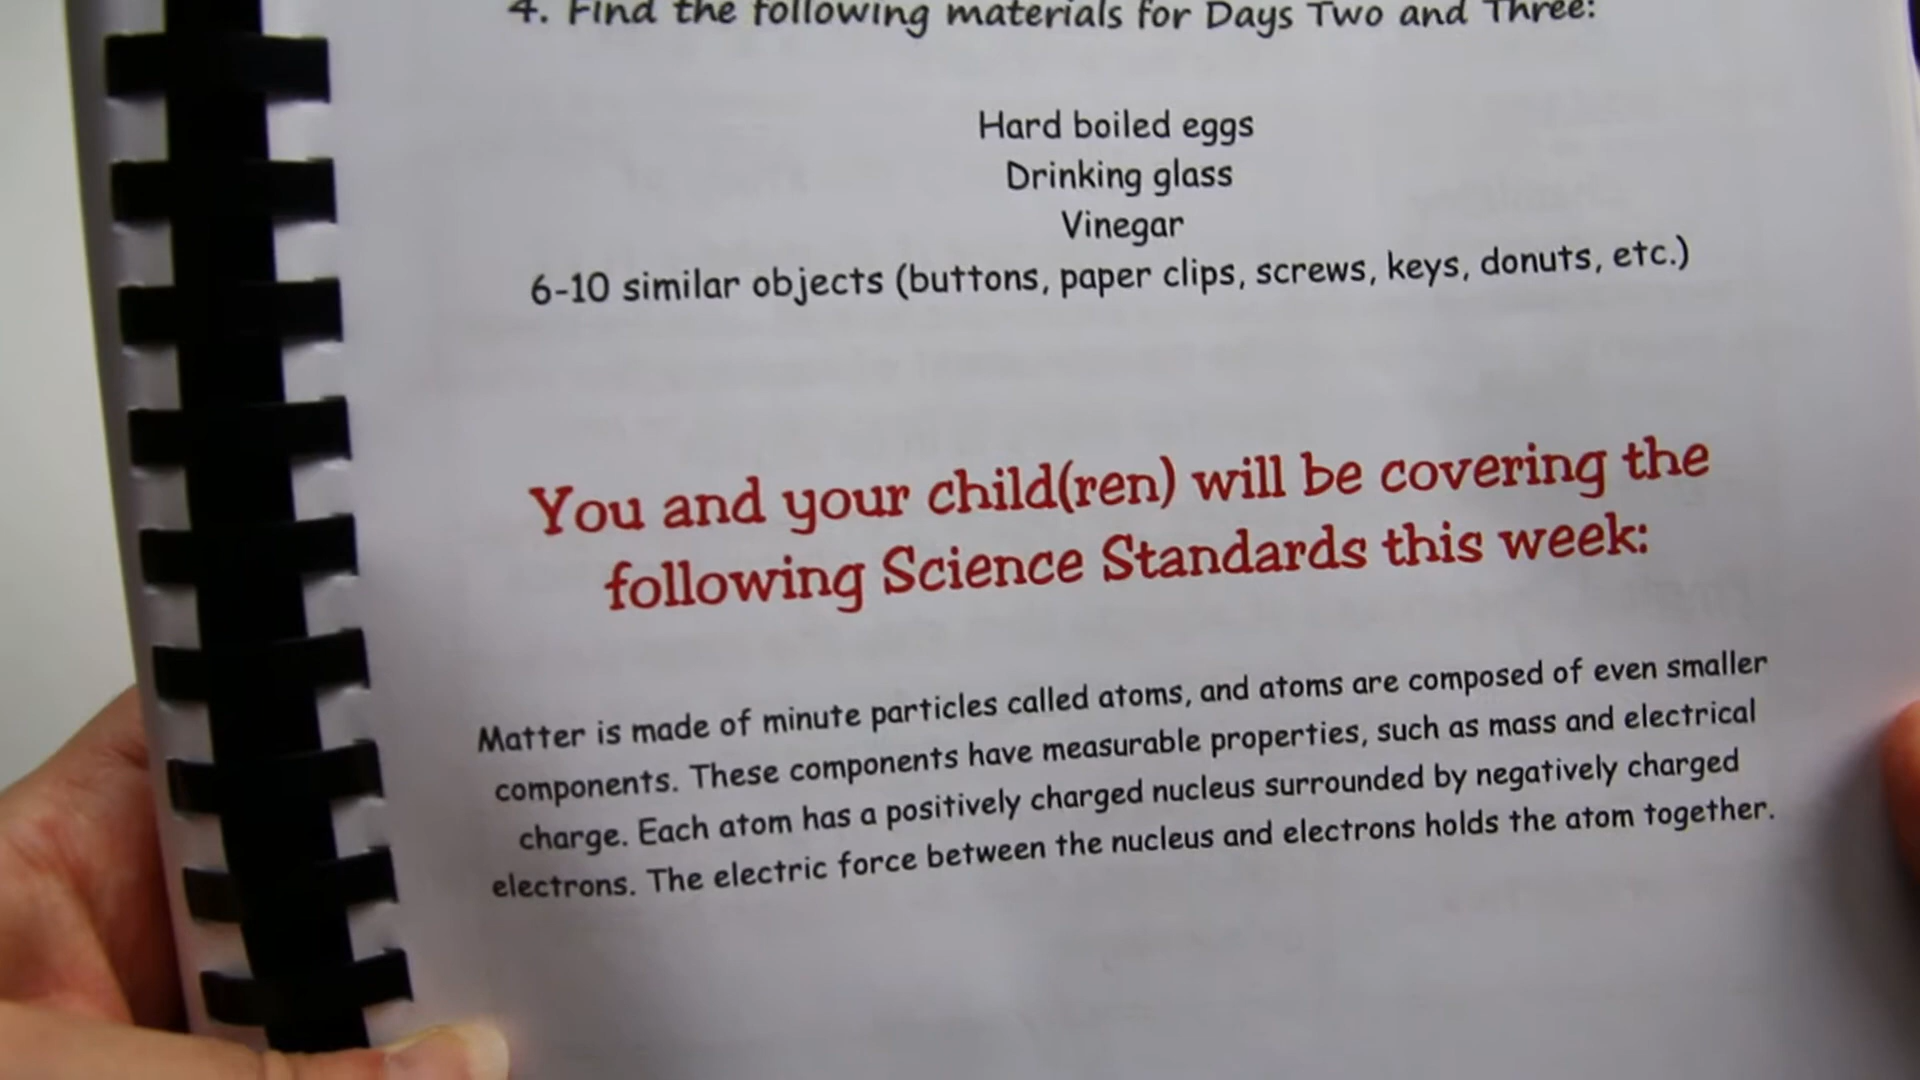 4. Find the following materials for Days Two and Three:
Hard boiled eggs
Drinking glass
Vinegar
6-10 similar objects (buttons, paper clips, screws, keys, donuts, etc.)
You and your child(ren) will be covering the
following Science Standards this week:
Matter is made of minute particles called atoms, and atoms are composed of even smaller
components. These components have measurable properties, such as mass and electrical
charge. Each atom has a positively charged nucleus surrounded by negatively charged
electrons. The electric force between the nucleus and electrons holds the atom together.